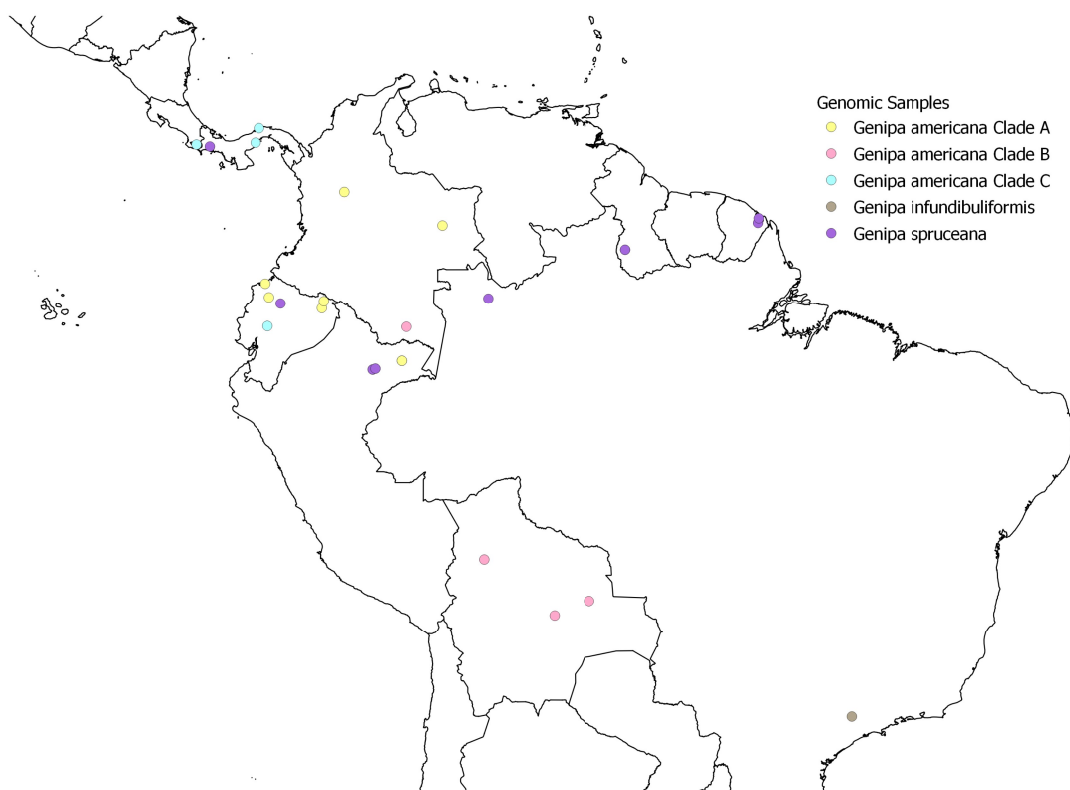 Genomic Samples
Genipa americana Clade A
Genipa americana Clade B
Genipa americana Clade C
Genipa infundibuliformis
Genipa spruceana